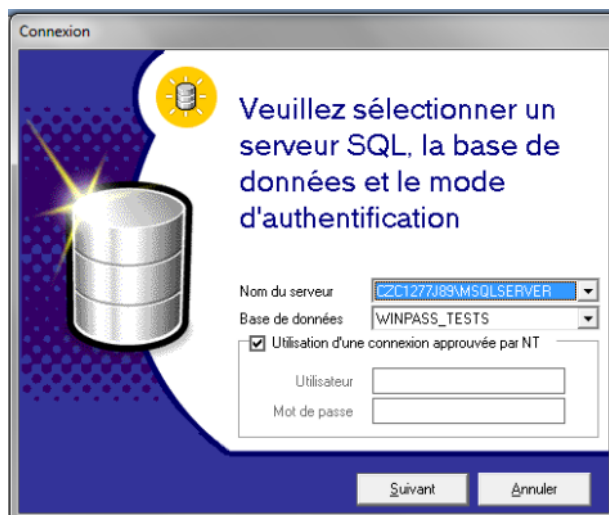 Connexion
Veuillez sélectionner un
serveur SQL, la base de
données et le mode
d'authentification
Nom du serveur CZC1277J89\MSQLSERVER
Base de données WINPASS_TESTS
Utilisation d'une connexion approuvée par NT
Utilisateur
Mot de passe
Suivant Annuler